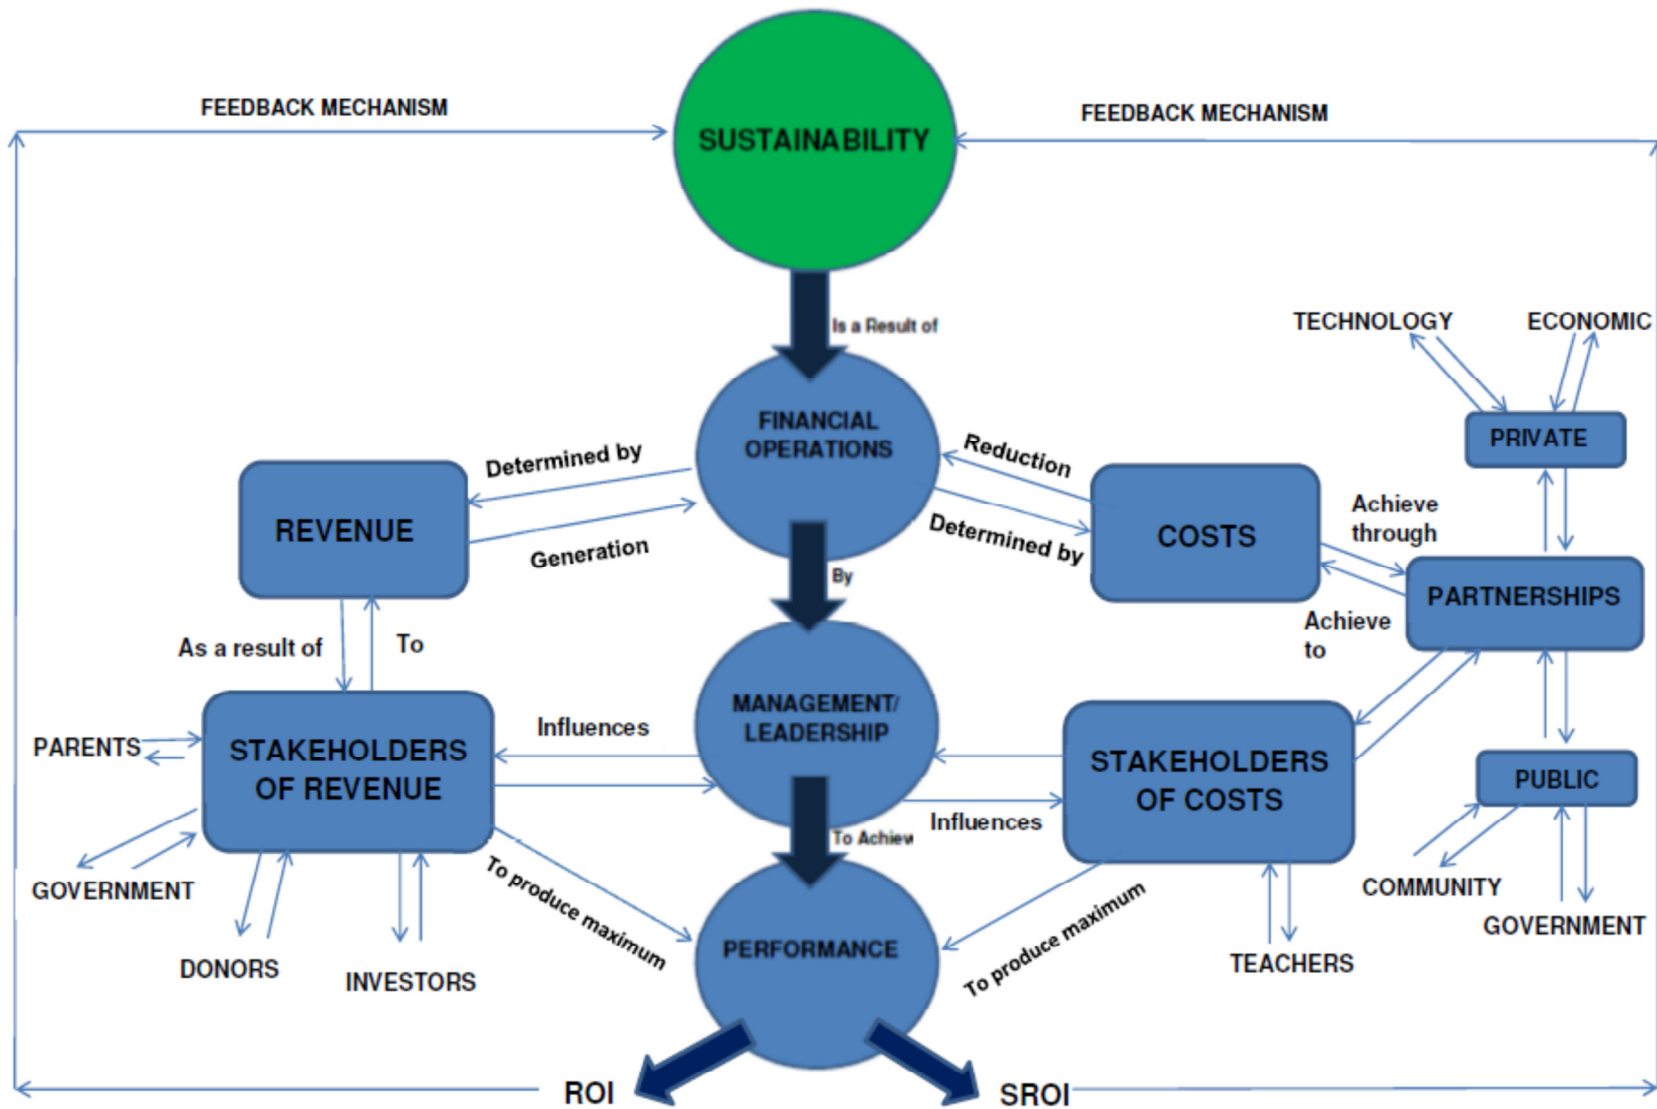 FEEDBACK MECHANISM
FEEDBACK MECHANISM
SUSTAINABILITY
Is a Result of
TECHNOLOGY
ECONOMIC
FINANCIAL
OPERATIONS
PRIVATE
Determined by
Reduction
REVENUE
Generation
Determined by
COSTS
Achieve
through
By
PARTNERSHIPS
As a result of
To
Achieve
to
MANAGEMENT/
LEADERSHIP
Influences
PARENTS
STAKEHOLDERS
OF REVENUE
STAKEHOLDERS
OF COSTS
PUBLIC
Influences
To Achiev
GOVERNMENT
To produce maximum
COMMUNITY
GOVERNMENT
PERFORMANCE
To produce maximum
DONORS
INVESTORS
TEACHERS
ROI
SROI